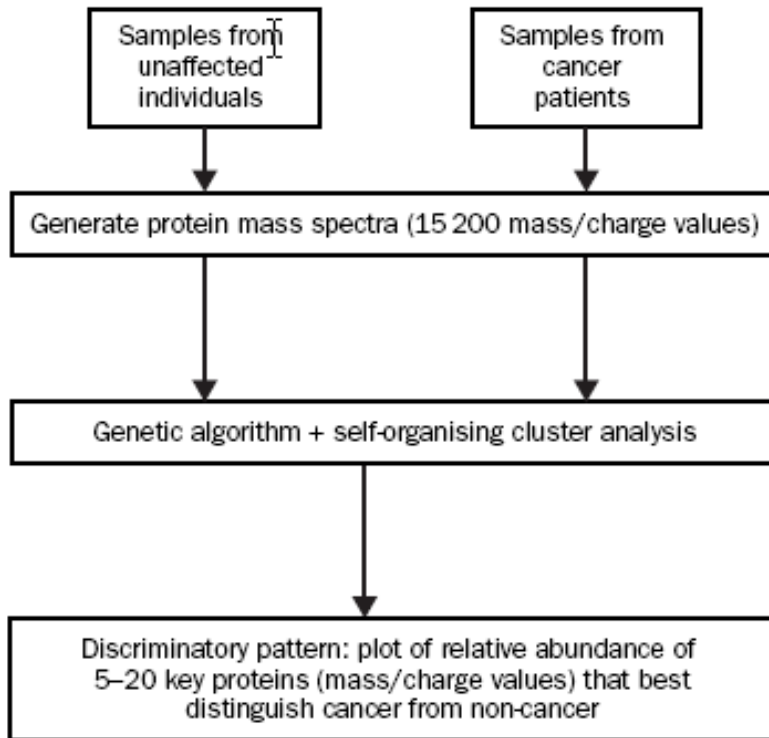 Samples from
unaffected
individuals
Samples from
cancer
patients
Generate protein mass spectra (15 200 mass/charge values)
Genetic algorithm + self-organising cluster analysis
Discriminatory pattern: plot of relative abundance of
5–20 key proteins (mass/charge values) that best
distinguish cancer from non-cancer